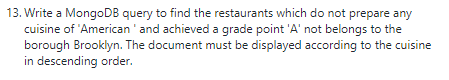 13. Write a MongoDB query to find the restaurants which do not prepare any
cuisine of 'American ' and achieved a grade point 'A' not belongs to the
borough Brooklyn. The document must be displayed according to the cuisine
in descending order.